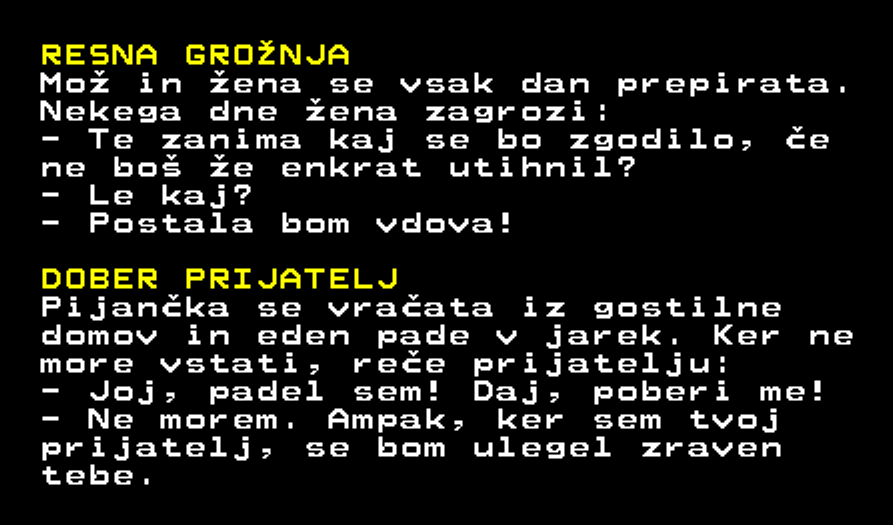 RESNA GROŽNJA
Mož in žena se vsak dan prepirata.
Nekega dne žena zagrozi:
- Te zanima kaj se bo zgodilo, če
ne boš že enkrat utihnil?
- Le kaj?
- Postala bom vdova!
DOBER PRIJATELJ
Pijančka se vračata iz gostilne
domov in eden pade v jarek. Ker ne
more vstati, reče prijatelju:
- Joj, padel sem! Daj, poberi me!
- Ne morem. Ampak, ker sem tvoj
prijatelj, se bom ulegel zraven
tebe.